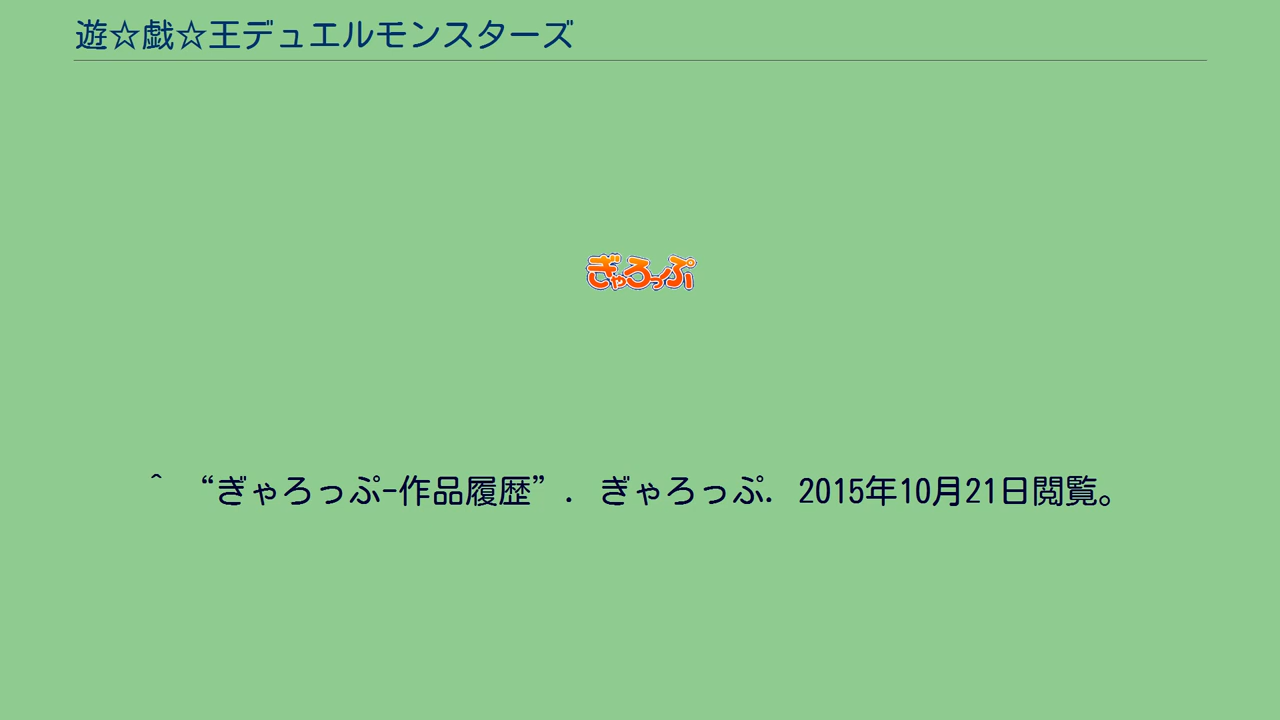 遊☆戯☆王デュエルモンスターズ
ぎゃろっぷ
^ “ぎゃろっぷ-作品履歴”. ぎゃろっぷ. 2015年10月21日閲覧。